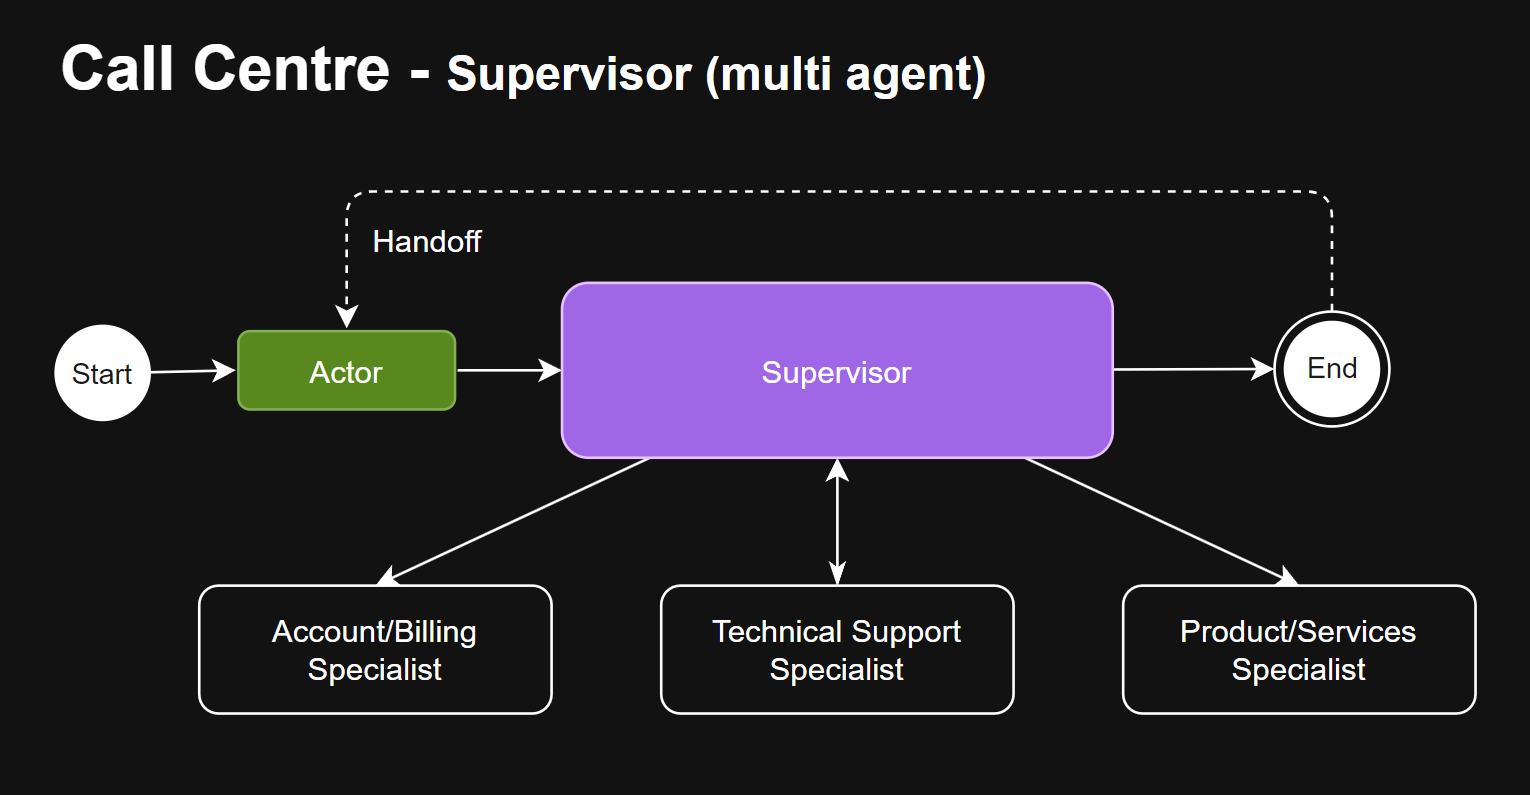 Call Centre - Supervisor (multi agent)
Handoff
Start
Actor
Supervisor
End
Account/Billing
Specialist
Technical Support
Specialist
Product/Services
Specialist